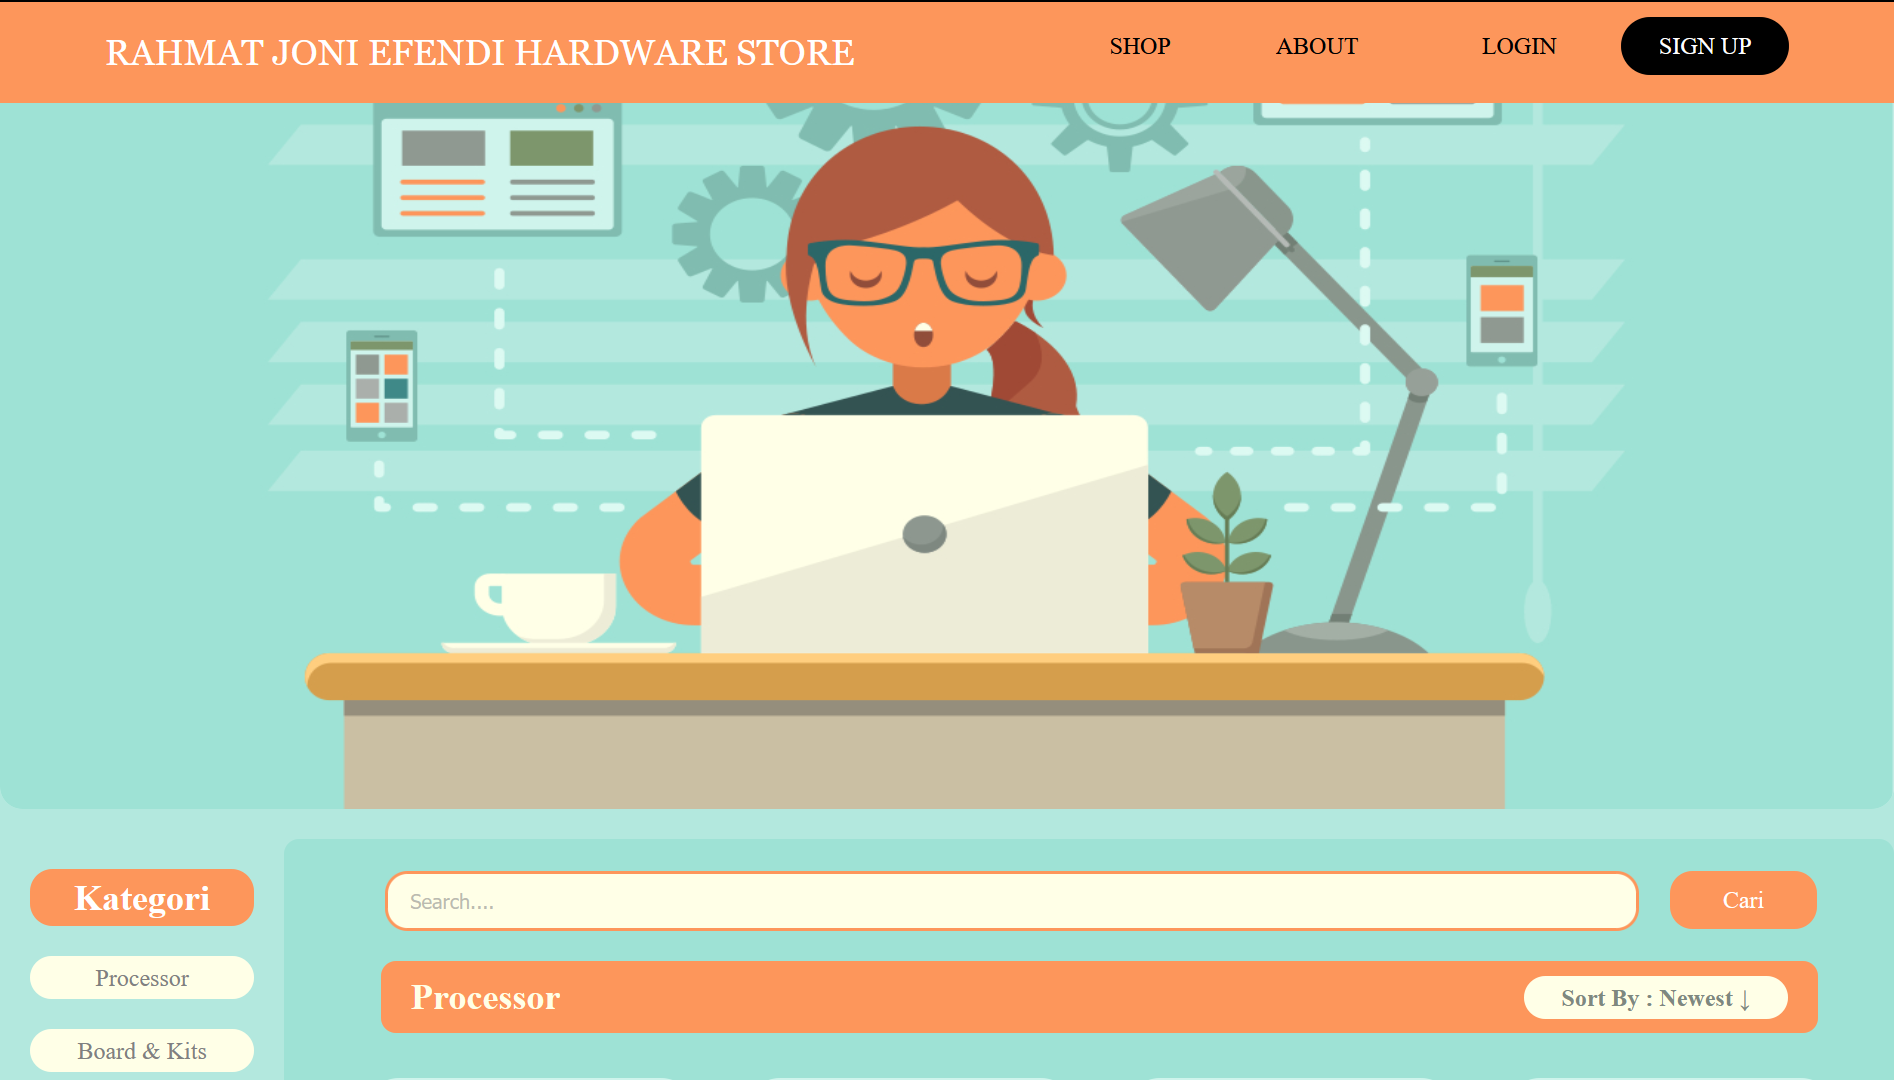 RAHMAT JONI EFENDI HARDWARE STORE
SHOP
ABOUT
LOGIN
SIGN UP
Kategori
Processor
Board & Kits
Search....
Cari
Processor
Sort By : Newest ↓